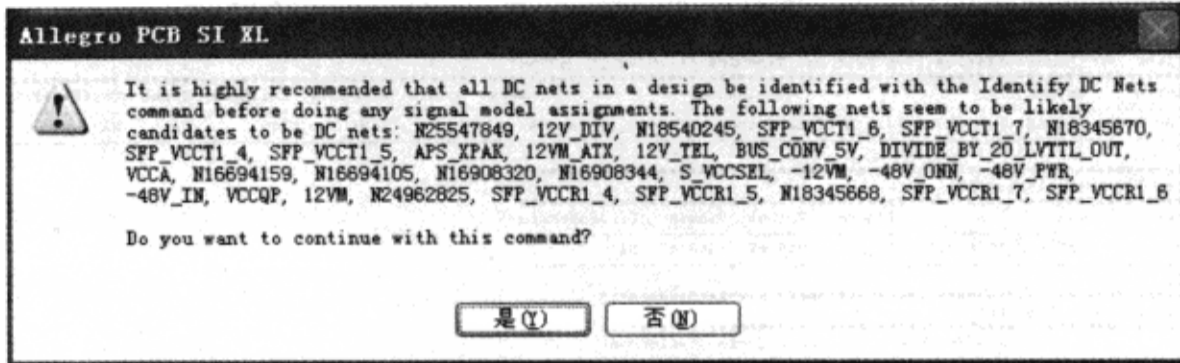 Allegro PCB SI XL
It is highly recommended that all DC nets in a design be identified with the Identify DC Nets
command before doing any signal model assignments. The following nets seem to be likely
candidates to be DC nets: N25547849, 12V_DIV, N18540245, SFP_VCCT1_6, SFP_VCCT1_7, N18345670,
SFP_VCCT1_4, SFP_VCCT1_5, APS_XPAK, 12VM_ATX, 12V_TEL, BUS_CONV_5V, DIVIDE_BY_20_LVTTL_OUT,
VCCA, N16694159, N16694105, N16908320, N16908344, S_VCCSEL, -12VM, -48V_ONN, -48V_PWR,
-48V_IN, VCCQP, 12VM, N24962825, SFP_VCCR1_4, SFP_VCCR1_5, N18345668, SFP_VCCR1_7, SFP_VCCR1_6
Do you want to continue with this command?
是(Y) 否(N)